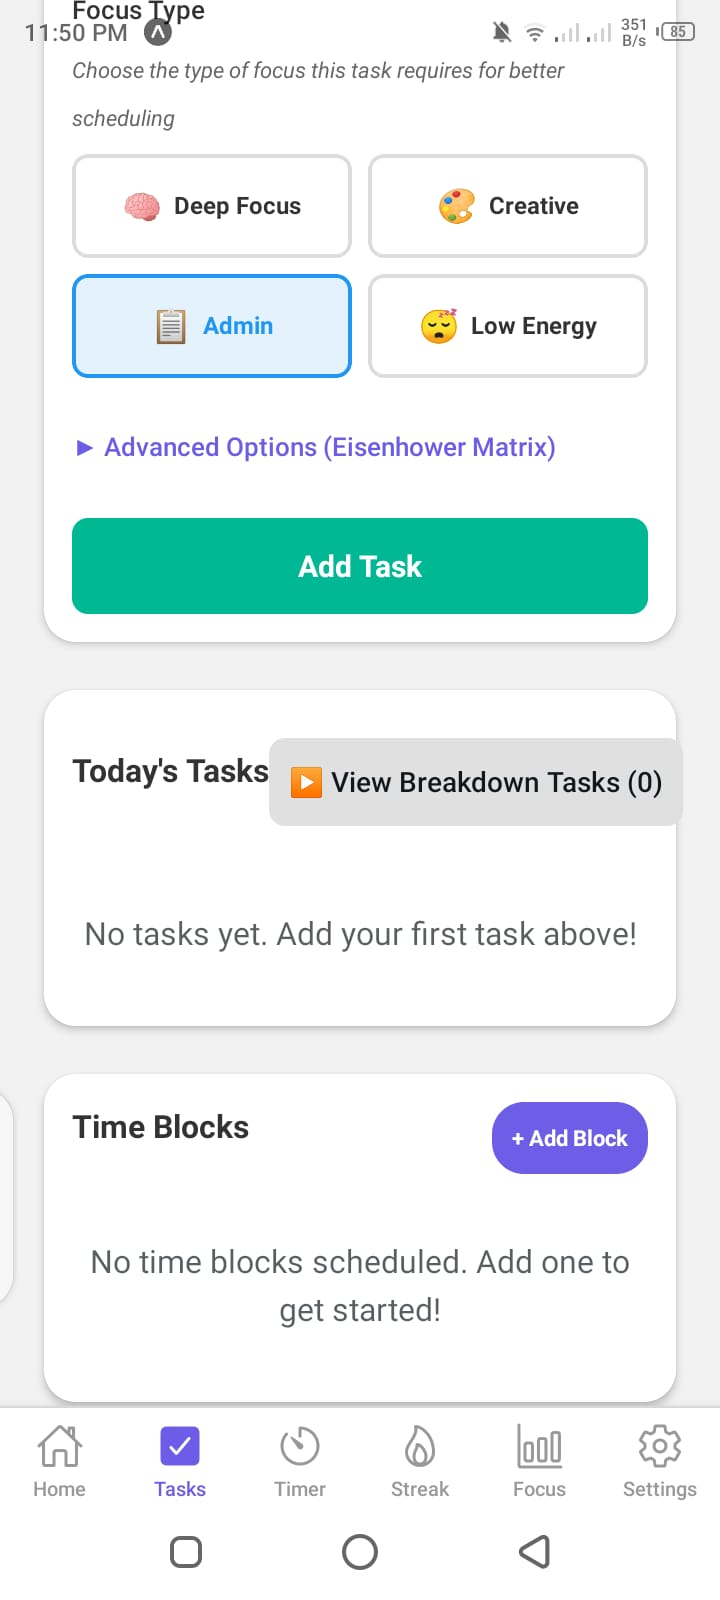 Focus Type
11:50 PM
351
B/s
85
Choose the type of focus this task requires for better
scheduling
Deep Focus
Creative
Admin
Low Energy
► Advanced Options (Eisenhower Matrix)
Add Task
Today's Tasks
View Breakdown Tasks (0)
No tasks yet. Add your first task above!
Time Blocks
+ Add Block
No time blocks scheduled. Add one to
get started!
Home
Tasks
Timer
Streak
Focus
Settings